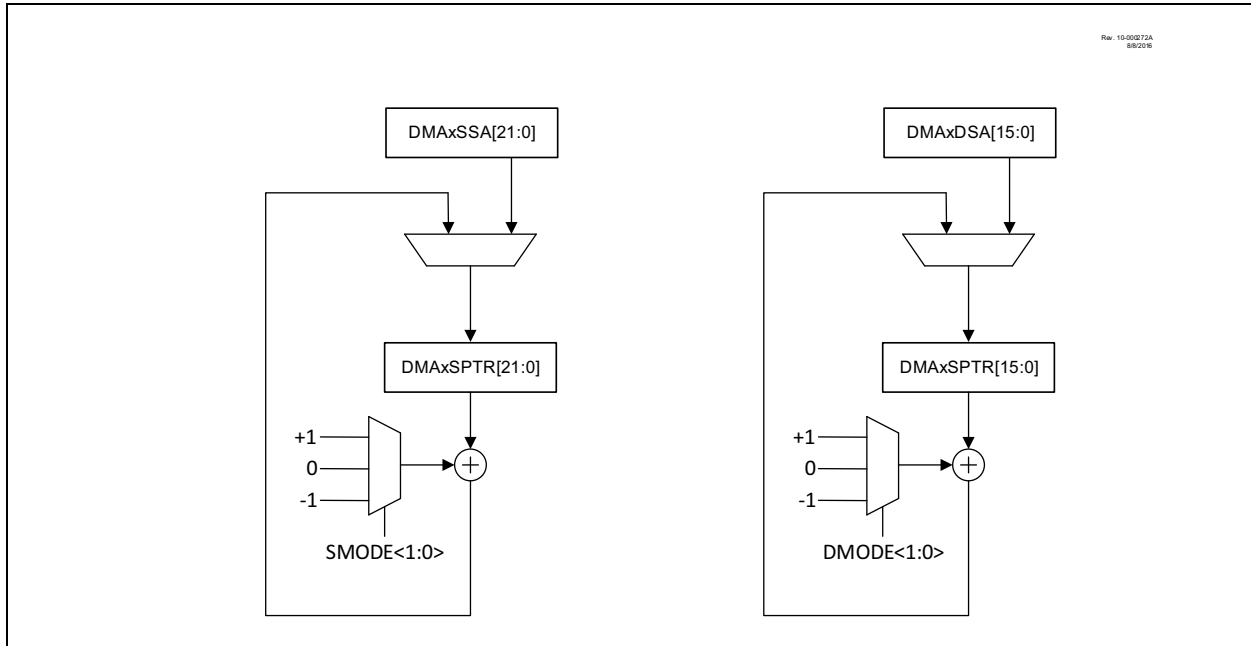 Rev. 10-000272A
8/8/2016
DMAxSSA[21:0]
DMAxDSA[15:0]
DMAxSPTR[21:0]
DMAxSPTR[15:0]
+1
0
-1
SMODE<1:0>
+1
0
-1
DMODE<1:0>